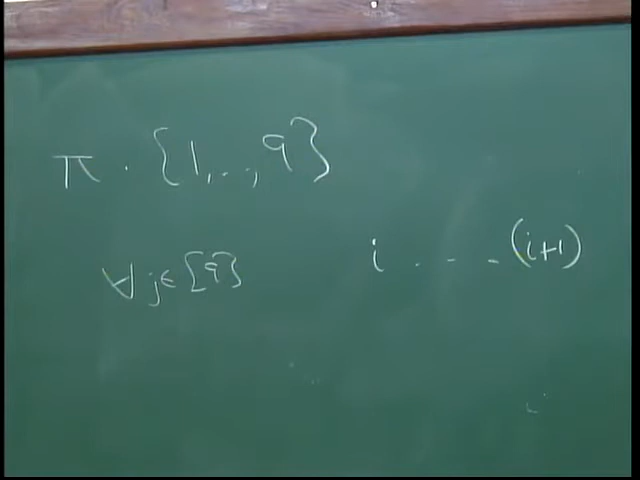 π . {1,..,9}
∀ j ∈ [9] i . - - (i+1)